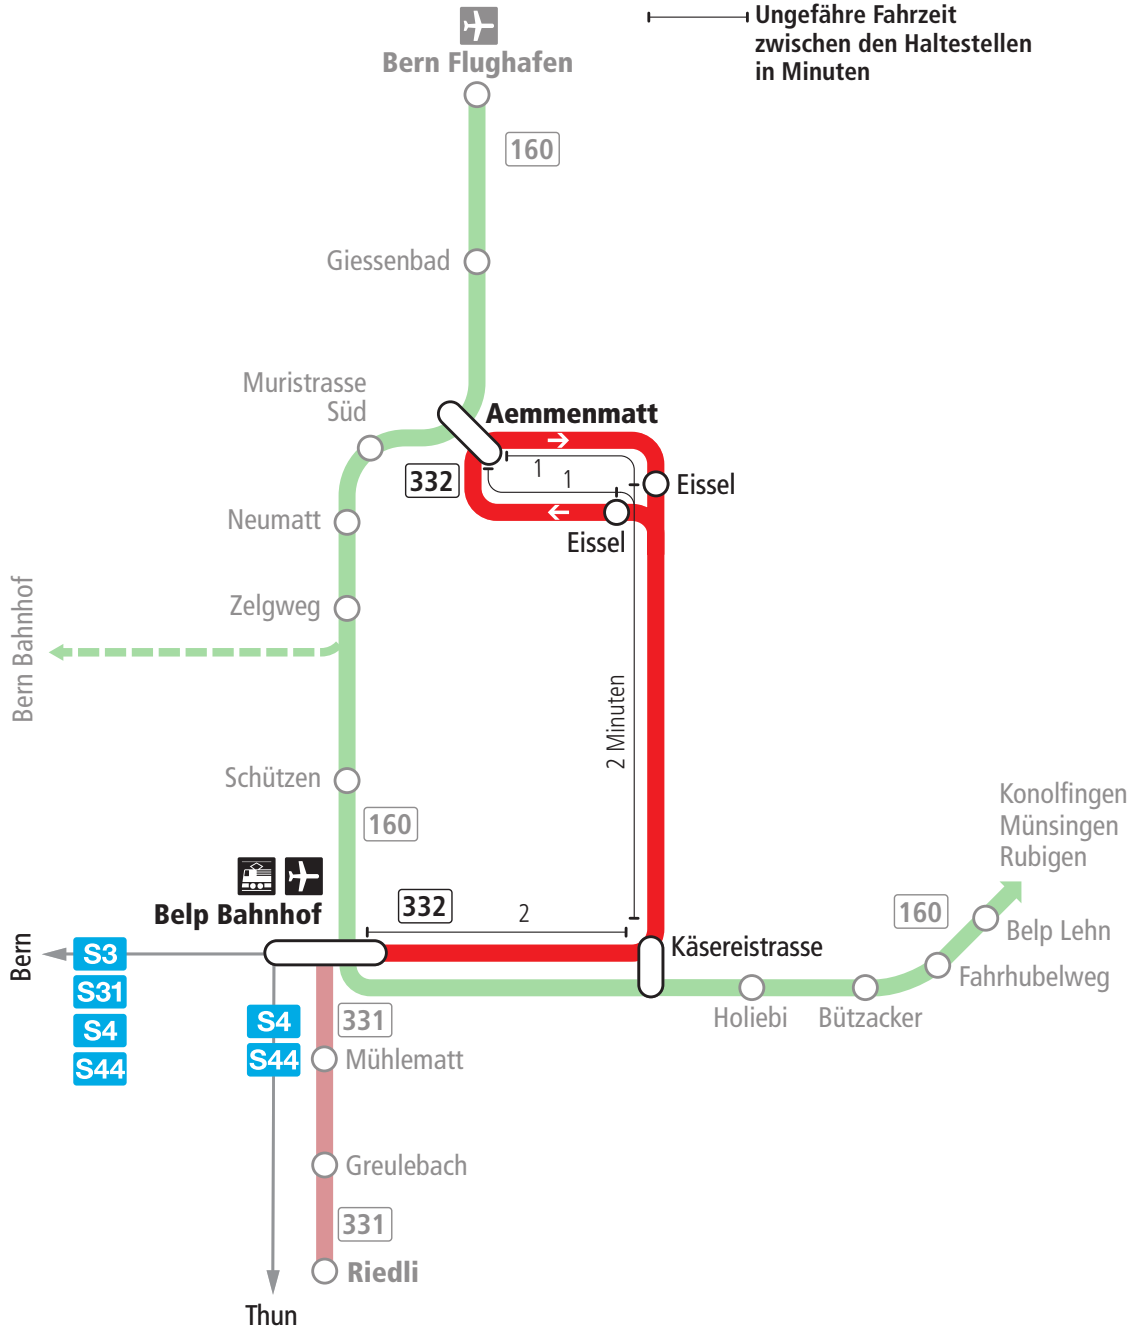 Ungefähre Fahrzeit
zwischen den Haltestellen
in Minuten
Bern Flughafen
160
Giessenbad
Muristrasse
Süd
Aemmenmatt
332
1
1
Eissel
Eissel
Neumatt
Zelgweg
Bern Bahnhof
2 Minuten
Schützen
160
Konolfingen
Münsingen
Rubigen
Belp Bahnhof
332
2
160
Belp Lehn
Käsereistrasse
Fahrhubelweg
Bern
S3
S31
S4
S44
S4
S44
331
Holiebi
Bützacker
Mühlematt
Greulebach
331
Riedli
Thun